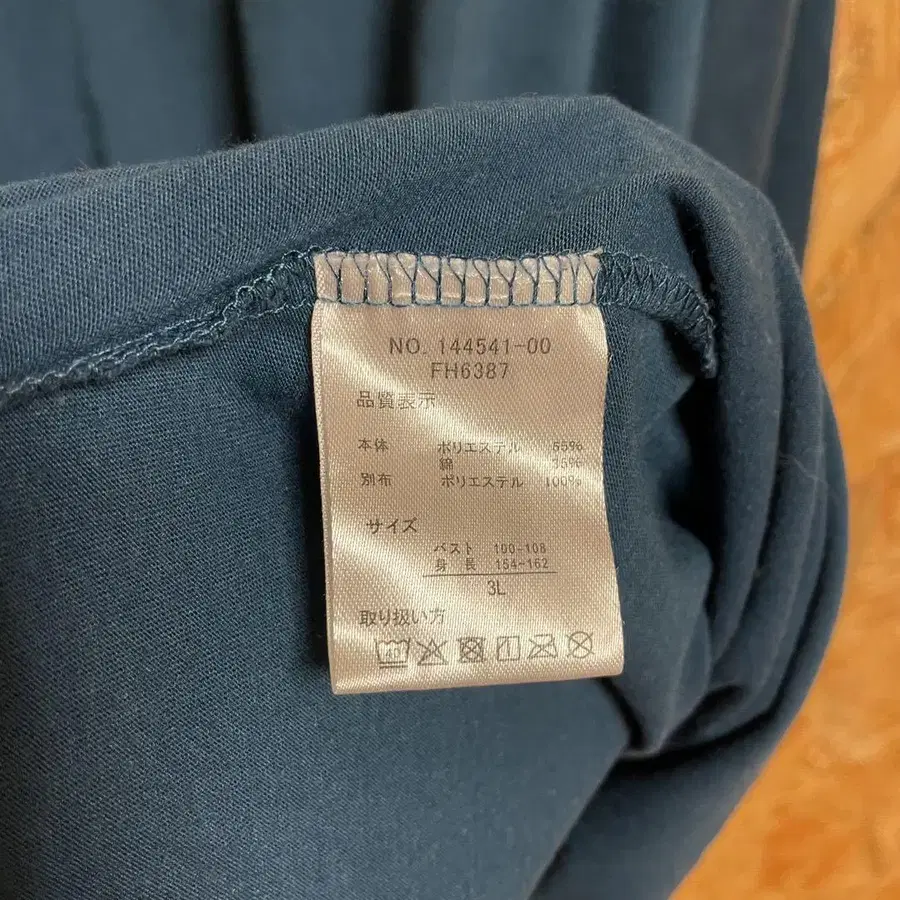 NO. 144541-00
FH6387
品質表示
本体 ポリエステル 65%
綿 35%
別布 ポリエステル 100%
サイズ
バスト 100-108
身長 154-162
3L
取り扱い方
40